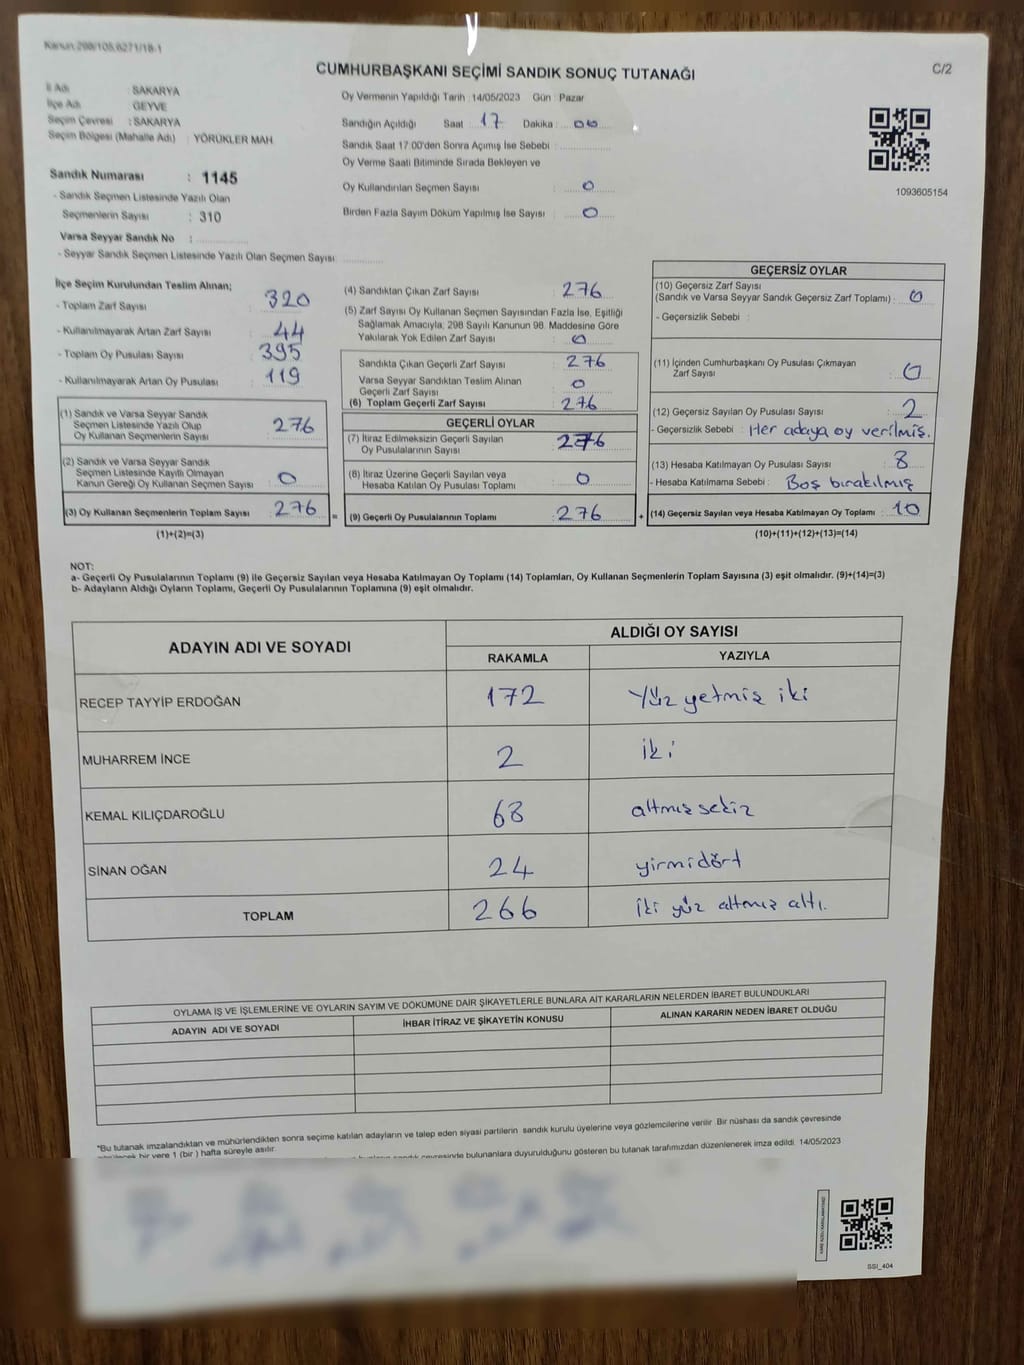 Kanun:298/105,6271/18-1
CUMHURBAŞKANI SEÇİMİ SANDIK SONUÇ TUTANAĞI
C/2
İl Adı : SAKARYA
İlçe Adı : GEYVE
Seçim Çevresi : SAKARYA
Seçim Bölgesi (Mahalle Adı) : YÖRÜKLER MAH
Sandık Numarası : 1145
- Sandık Seçmen Listesinde Yazılı Olan
Seçmenlerin Sayısı : 310
Varsa Seyyar Sandık No :
- Seyyar Sandık Seçmen Listesinde Yazılı Olan Seçmen Sayısı:
Oy Vermenin Yapıldığı Tarih : 14/05/2023 Gün : Pazar
Sandığın Açıldığı Saat : 17 Dakika : 00
Sandık Saat 17:00'den Sonra Açımış İse Sebebi :
Oy Verme Saati Bitiminde Sırada Bekleyen ve
Oy Kullandırılan Seçmen Sayısı : 0
Birden Fazla Sayım Döküm Yapılmış İse Sayısı : 0
1093605154
İlçe Seçim Kurulundan Teslim Alınan;
- Toplam Zarf Sayısı : 320
- Kullanılmayarak Artan Zarf Sayısı : 44
- Toplam Oy Pusulası Sayısı : 395
- Kullanılmayarak Artan Oy Pusulası : 119
(1) Sandık ve Varsa Seyyar Sandık
Seçmen Listesinde Yazılı Olup
Oy Kullanan Seçmenlerin Sayısı : 276
(2) Sandık ve Varsa Seyyar Sandık
Seçmen Listesinde Kayıtlı Olmayan
Kanun Gereği Oy Kullanan Seçmen Sayısı : 0
(3) Oy Kullanan Seçmenlerin Toplam Sayısı : 276
(1)+(2)=(3)
(4) Sandıktan Çıkan Zarf Sayısı : 276
(5) Zarf Sayısı Oy Kullanan Seçmen Sayısından Fazla İse, Eşitliği
Sağlamak Amacıyla; 298 Sayılı Kanunun 98. Maddesine Göre
Yakılarak Yok Edilen Zarf Sayısı : 0
Sandıkta Çıkan Geçerli Zarf Sayısı : 276
Varsa Seyyar Sandıktan Teslim Alınan
Geçerli Zarf Sayısı : 0
(6) Toplam Geçerli Zarf Sayısı : 276
GEÇERLİ OYLAR
(7) İtiraz Edilmeksizin Geçerli Sayılan
Oy Pusulalarının Sayısı : 276
(8) İtiraz Üzerine Geçerli Sayılan veya
Hesaba Katılan Oy Pusulası Toplamı : 0
= (9) Geçerli Oy Pusulalarının Toplamı : 276 +
GEÇERSİZ OYLAR
(10) Geçersiz Zarf Sayısı
(Sandık ve Varsa Seyyar Sandık Geçersiz Zarf Toplamı) : 0
- Geçersizlik Sebebi :
(11) İçinden Cumhurbaşkanı Oy Pusulası Çıkmayan
Zarf Sayısı : 0
(12) Geçersiz Sayılan Oy Pusulası Sayısı : 2
- Geçersizlik Sebebi : Her adaya oy verilmiş.
(13) Hesaba Katılmayan Oy Pusulası Sayısı : 8
- Hesaba Katılmama Sebebi : Boş bırakılmış
(14) Geçersiz Sayılan veya Hesaba Katılmayan Oy Toplamı : 10
(10)+(11)+(12)+(13)=(14)
NOT:
a- Geçerli Oy Pusulalarının Toplamı (9) ile Geçersiz Sayılan veya Hesaba Katılmayan Oy Toplamı (14) Toplamları, Oy Kullanan Seçmenlerin Toplam Sayısına (3) eşit olmalıdır. (9)+(14)=(3)
b- Adayların Aldığı Oyların Toplamı, Geçerli Oy Pusulalarının Toplamına (9) eşit olmalıdır.
ADAYIN ADI VE SOYADI
ALDIĞI OY SAYISI
RAKAMLA YAZIYLA
RECEP TAYYİP ERDOĞAN 172 Yüz yetmiş iki
MUHARREM İNCE 2 iki
KEMAL KILIÇDAROĞLU 68 altmış sekiz
SİNAN OĞAN 24 yirmidört
TOPLAM 266 iki yüz altmış altı.
OYLAMA İŞ VE İŞLEMLERİNE VE OYLARIN SAYIM VE DÖKÜMÜNE DAİR ŞİKAYETLERLE BUNLARA AİT KARARLARIN NELERDEN İBARET BULUNDUKLARI
ADAYIN ADI VE SOYADI İHBAR İTİRAZ VE ŞİKAYETİN KONUSU ALINAN KARARIN NEDEN İBARET OLDUĞU
*Bu tutanak imzalandıktan ve mühürlendikten sonra seçime katılan adayların ve talep eden siyasi partilerin sandık kurulu üyelerine veya gözlemcilerine verilir. Bir nüshası da sandık çevresinde
bir yere 1 (bir ) hafta süreyle asılır.
bulunanlara duyurulduğunu gösteren bu tutanak tarafımızdan düzenlenerek imza edildi. 14/05/2023
SSI_404